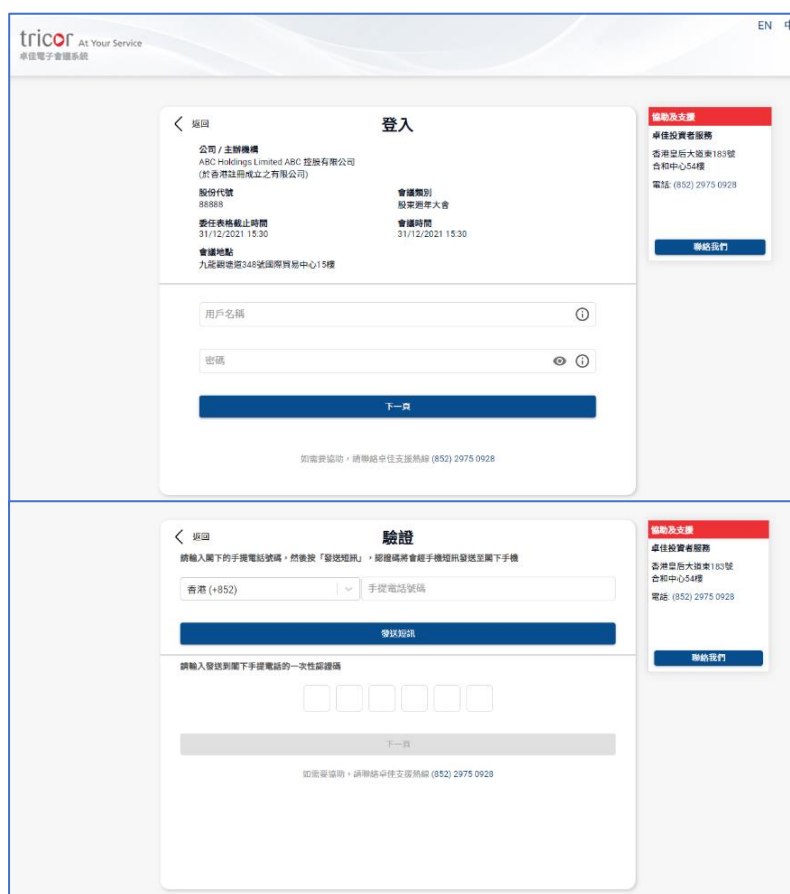 EN 中
tricor At Your Service
卓佳電子會議系統
返回
登入
公司 / 主辦機構
ABC Holdings Limited ABC 控股有限公司
(於香港註冊成立之有限公司)
股份代號
88888
會議類別
股東週年大會
委任表格截止時間
31/12/2021 15:30
會議時間
31/12/2021 15:30
會議地點
九龍觀塘道348號國際貿易中心15樓
用戶名稱
密碼
下一頁
如需要協助，請聯絡卓佳支援熱線 (852) 2975 0928
協助及支援
卓佳投資者服務
香港皇后大道東183號
合和中心54樓
電話: (852) 2975 0928
聯絡我們
返回
驗證
請輸入閣下的手提電話號碼，然後按「發送短訊」，認證碼將會經手機短訊發送至閣下手機
香港 (+852)
手提電話號碼
發送短訊
請輸入發送到閣下手提電話的一次性認證碼
下一頁
如需要協助，請聯絡卓佳支援熱線 (852) 2975 0928
協助及支援
卓佳投資者服務
香港皇后大道東183號
合和中心54樓
電話: (852) 2975 0928
聯絡我們